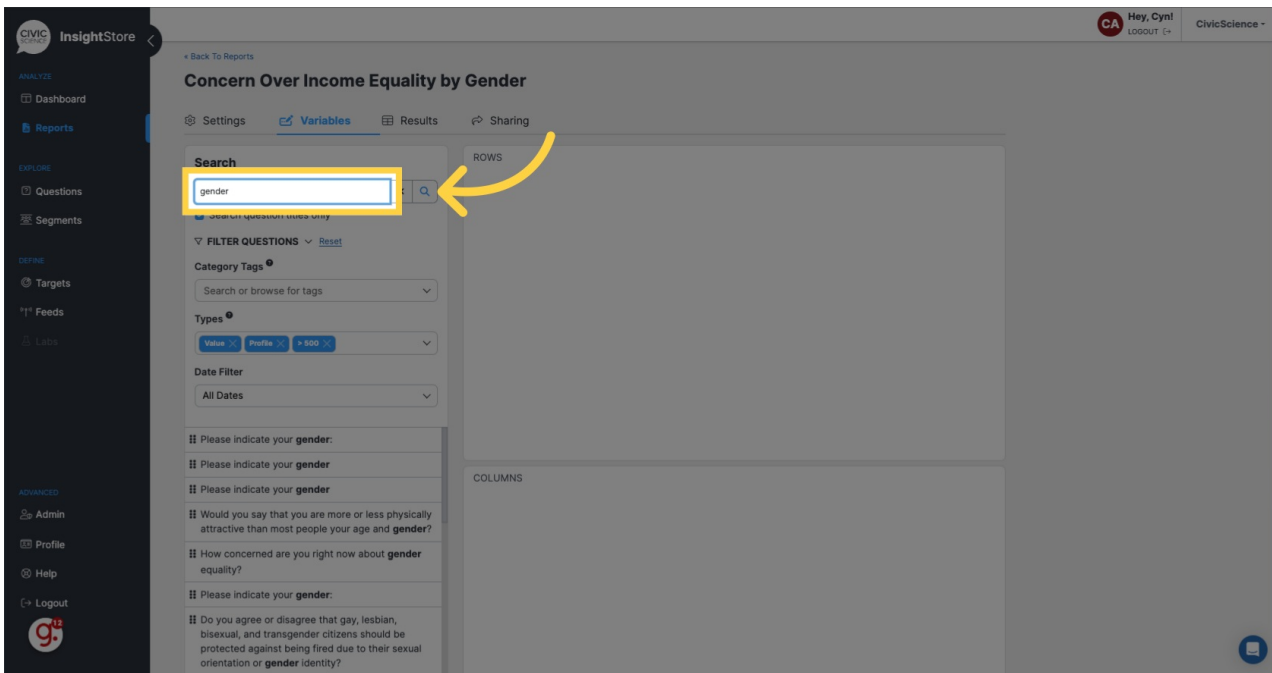 CIVIC
SCIENCE
InsightStore
CA
Hey, Cyn!
LOGOUT
CivicScience
ANALYZE
Dashboard
Reports
EXPLORE
Questions
Segments
DEFINE
Targets
Feeds
Labs
ADVANCED
Admin
Profile
Help
Logout
g.
12
« Back To Reports
Concern Over Income Equality by Gender
Settings
Variables
Results
Sharing
Search
gender
Search question titles only
FILTER QUESTIONS Reset
Category Tags
Search or browse for tags
Types
Value Profile > 500
Date Filter
All Dates
Please indicate your gender:
Please indicate your gender
Please indicate your gender
Would you say that you are more or less physically
attractive than most people your age and gender?
How concerned are you right now about gender
equality?
Please indicate your gender:
Do you agree or disagree that gay, lesbian,
bisexual, and transgender citizens should be
protected against being fired due to their sexual
orientation or gender identity?
ROWS
COLUMNS